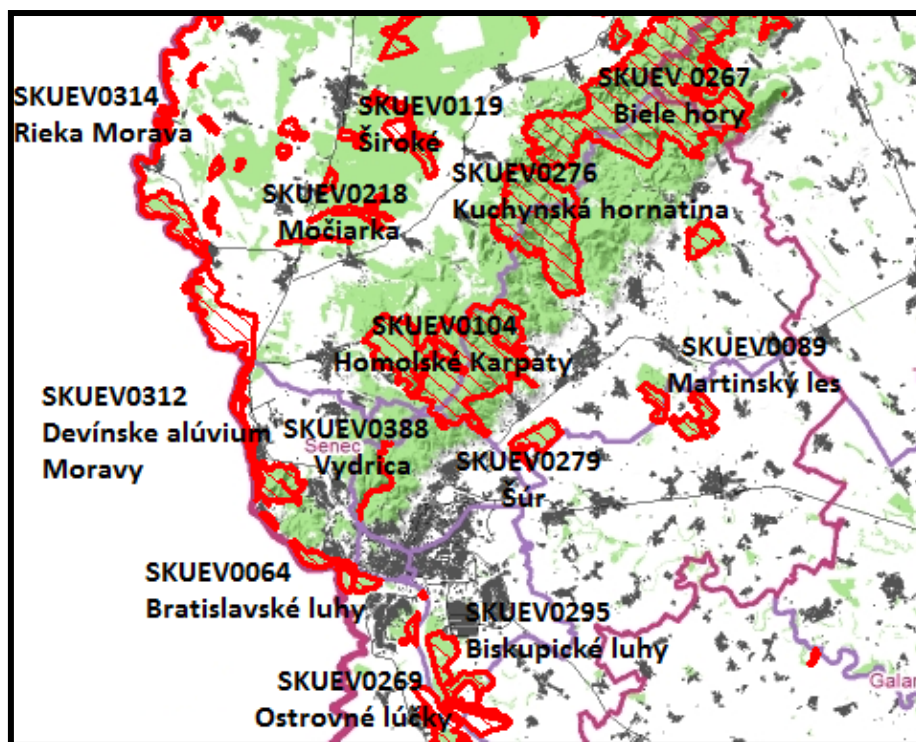 SKUEV 0267
Biele hory
SKUEV0314
Rieka Morava
SKUEV0119
Široké
SKUEV0276
Kuchynská hornatina
SKUEV0218
Močiarka
SKUEV0104
Homolské Karpaty
SKUEV0089
Martinský les
SKUEV0312
Devínske alúvium
Moravy
SKUEV0388
Senec
Vydrica
SKUEV0279
Šúr
SKUEV0064
Bratislavské luhy
SKUEV0295
Biskupické luhy
SKUEV0269
Ostrovné lúčky
Galan